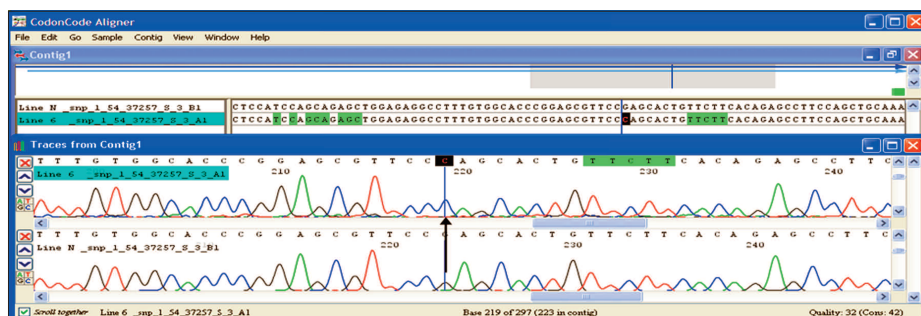 CodonCode Aligner
File Edit Go Sample Contig View Window Help
Contig1
Line N _snp_1_54_37257_S_3_B1 CTCCATCCAGCAGAGCTGGAGAGGCCTTTGTGGCACCCGGAGCGTTCCGAGCACTGTTCTTCACAGAGCCTTCCAGCTGCAAA
Line 6 _snp_1_54_37257_S_3_A1 CTCCATCCAGCAGAGCTGGAGAGGCCTTTGTGGCACCCGGAGCGTTCCCAGCACTGTTCTTCACAGAGCCTTCCAGCTGCAAA
Traces from Contig1
T T T G T G G C A C C C G G A G C G T T C C C A G C A C T G T T C T T C A C A G A G C C T T C
Line 6 _snp_1_54_37257_S_3_A1 210 220 230 240
T T T G T G G C A C C C G G A G C G T T C C G A G C A C T G T T C T T C A C A G A G C C T T C
Line N _snp_1_54_37257_S_3_B1 220 230 240
Scroll together Line 6 _snp_1_54_37257_S_3_A1 Base 219 of 297 (223 in contig) Quality: 32 (Cons: 42)